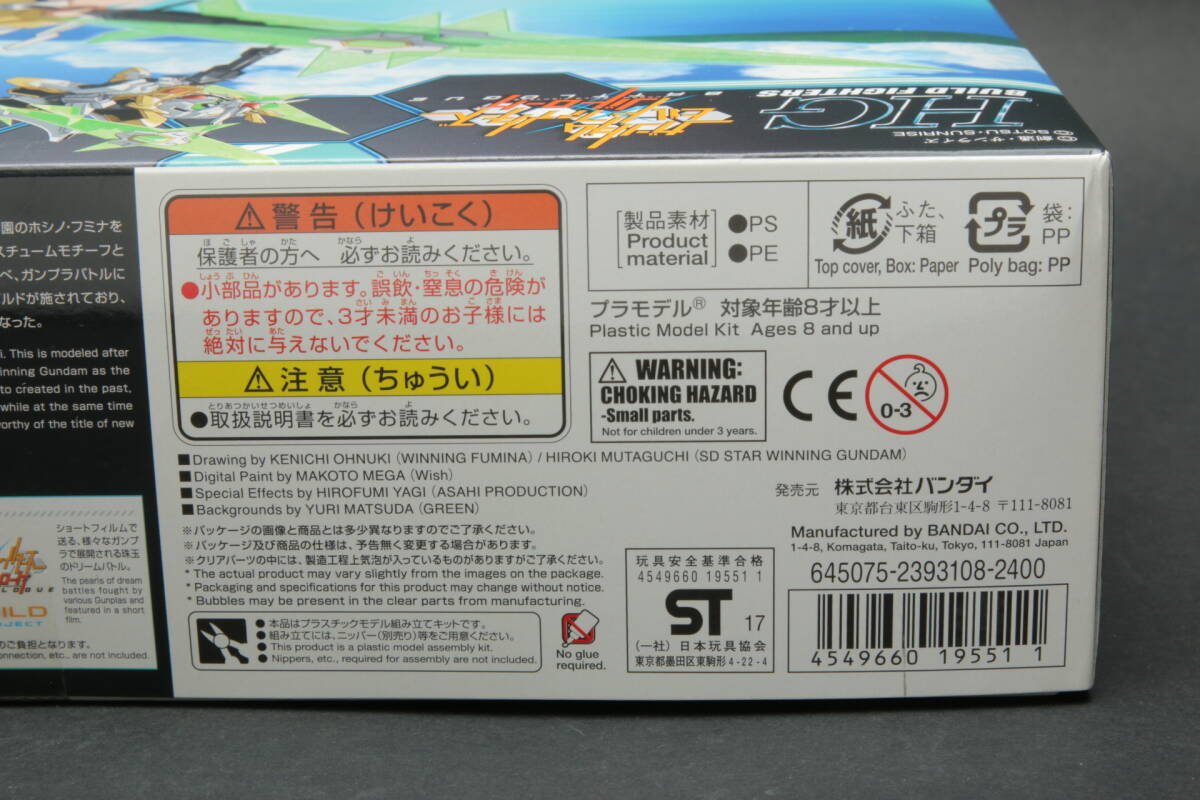 HG
BUILD FIGHTERS
©創通・サンライズ
©SOTSU・SUNRISE
BATTLOGUE
園のホシノ・フミナを
スチュームモチーフと
べ、ガンプラバトルに
ルドが施されており、
なった。
i. This is modeled after
inning Gundam as the
to created in the past,
while at the same time
orthy of the title of new
ショートフィルムで
送る、様々なガンプ
ラで展開される珠玉
のドリームバトル。
The pearls of dream
battles fought by
various Gunplas and
featured in a short
film.
のご負担となります。
onnection, etc., are not included.
⚠警告(けいこく)
保護者の方へ 必ずお読みください。
●小部品があります。誤飲・窒息の危険が
ありますので、3才未満のお子様には
絶対に与えないでください。
⚠注意(ちゅうい)
●取扱説明書を必ずお読みください。
[製品素材]
[Product material]
●PS
●PE
紙
ふた、
下箱
Top cover, Box: Paper
プラ
袋:
PP
Poly bag: PP
プラモデル® 対象年齢8才以上
Plastic Model Kit Ages 8 and up
⚠WARNING:
CHOKING HAZARD
-Small parts.
Not for children under 3 years.
CE
0-3
■Drawing by KENICHI OHNUKI (WINNING FUMINA) / HIROKI MUTAGUCHI (SD STAR WINNING GUNDAM)
■Digital Paint by MAKOTO MEGA (Wish)
■Special Effects by HIROFUMI YAGI (ASAHI PRODUCTION)
■Backgrounds by YURI MATSUDA (GREEN)
※パッケージの画像と商品とは多少異なりますのでご了承ください。
※パッケージ及び商品の仕様は、予告無く変更する場合があります。
※クリアパーツの中には、製造工程上気泡が入っているものがありますがご了承ください。
* The actual product may vary slightly from the images on the package.
* Packaging and specifications for this product may change without notice.
* Bubbles may be present in the clear parts from manufacturing.
●本品はプラスチックモデル組み立てキットです。
●組み立てには、ニッパー(別売り)等をご用意ください。
●This product is a plastic model assembly kit.
●Nippers, etc., required for assembly are not included.
No glue
required.
発売元 株式会社バンダイ
東京都台東区駒形1-4-8 〒111-8081
Manufactured by BANDAI CO., LTD.
1-4-8, Komagata, Taito-ku, Tokyo, 111-8081 Japan
玩具安全基準合格
4549660 19551 1
ST 17
(一社)日本玩具協会
東京都墨田区東駒形4-22-4
645075-2393108-2400
4549660 19551 1